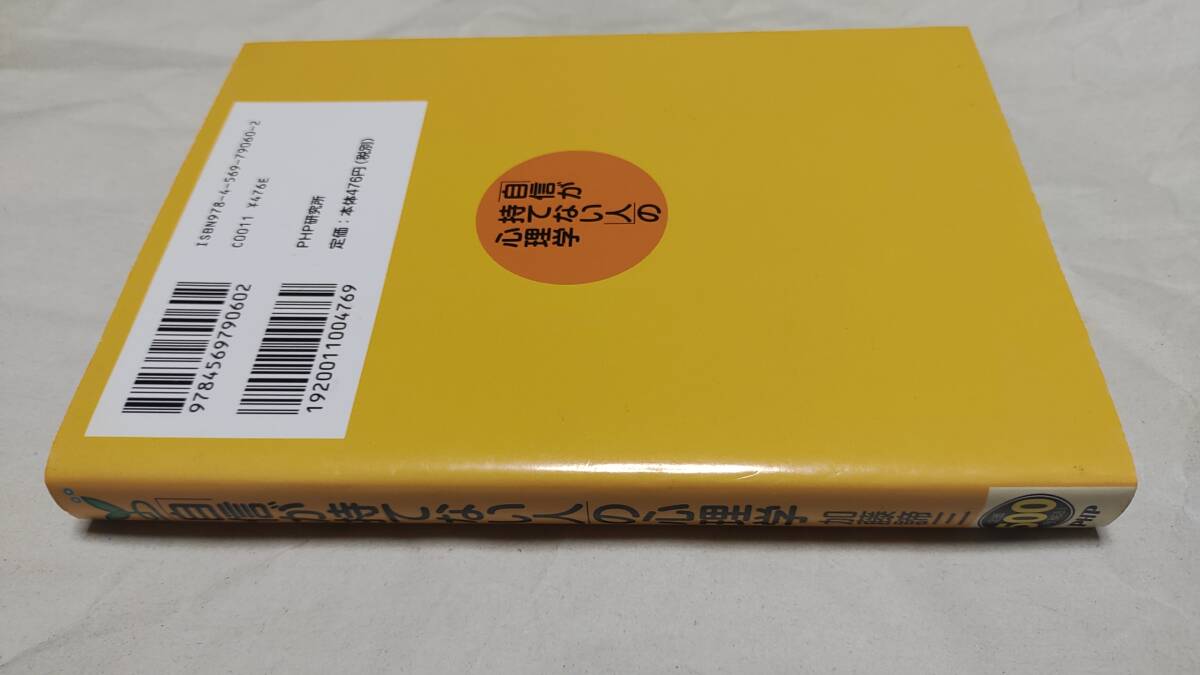 ISBN978-4-569-79060-2
C0011 ¥476E
PHP研究所
定価：本体476円（税別）
9784569790602
1920011004769
「自信が
持てない人」の
心理学
「自信が持てない人」の心理学 加藤諦三
500
PHP